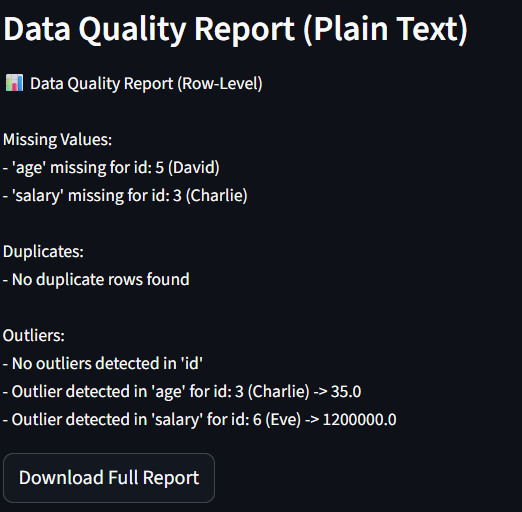 Data Quality Report (Plain Text)
📊 Data Quality Report (Row-Level)
Missing Values:
- 'age' missing for id: 5 (David)
- 'salary' missing for id: 3 (Charlie)
Duplicates:
- No duplicate rows found
Outliers:
- No outliers detected in 'id'
- Outlier detected in 'age' for id: 3 (Charlie) -> 35.0
- Outlier detected in 'salary' for id: 6 (Eve) -> 1200000.0
Download Full Report